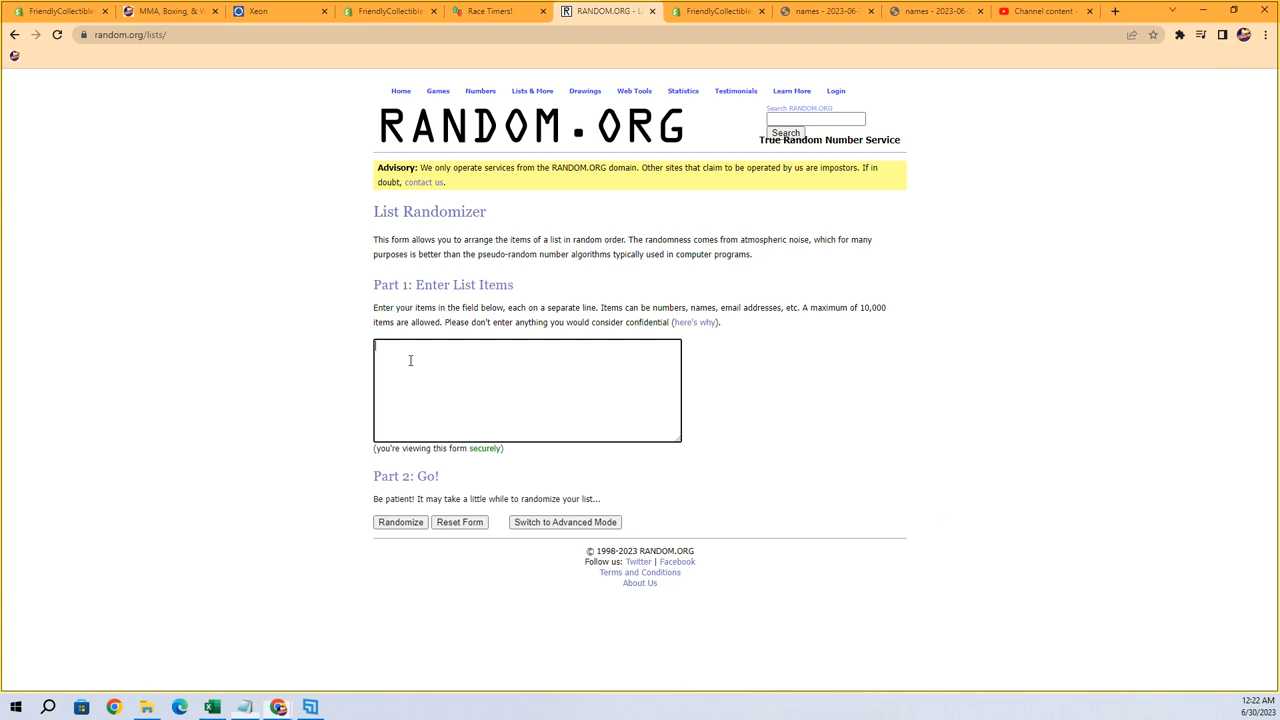 FriendlyCollectible
MMA, Boxing, & W
Xeon
FriendlyCollectible
Race Timers!
RANDOM.ORG - Li
FriendlyCollectible
names - 2023-06-
names - 2023-06-
Channel content -
random.org/lists/
Home Games Numbers Lists & More Drawings Web Tools Statistics Testimonials Learn More Login
RANDOM.ORG
Search RANDOM.ORG
Search
True Random Number Service
Advisory: We only operate services from the RANDOM.ORG domain. Other sites that claim to be operated by us are impostors. If in
doubt, contact us.
List Randomizer
This form allows you to arrange the items of a list in random order. The randomness comes from atmospheric noise, which for many
purposes is better than the pseudo-random number algorithms typically used in computer programs.
Part 1: Enter List Items
Enter your items in the field below, each on a separate line. Items can be numbers, names, email addresses, etc. A maximum of 10,000
items are allowed. Please don't enter anything you would consider confidential (here's why).
(you're viewing this form securely)
Part 2: Go!
Be patient! It may take a little while to randomize your list...
Randomize Reset Form Switch to Advanced Mode
© 1998-2023 RANDOM.ORG
Follow us: Twitter | Facebook
Terms and Conditions
About Us
12:22 AM
6/30/2023